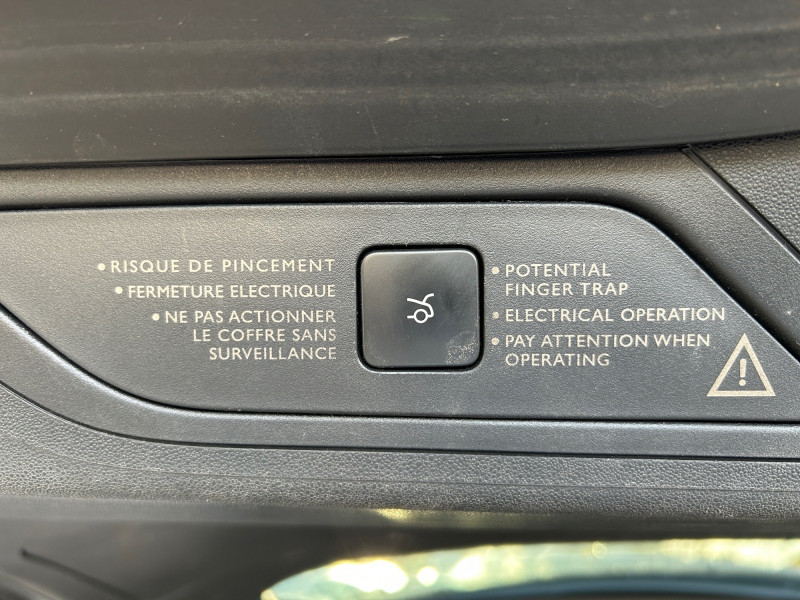 • RISQUE DE PINCEMENT
• FERMETURE ELECTRIQUE
• NE PAS ACTIONNER
LE COFFRE SANS
SURVEILLANCE
• POTENTIAL
FINGER TRAP
• ELECTRICAL OPERATION
• PAY ATTENTION WHEN
OPERATING
!